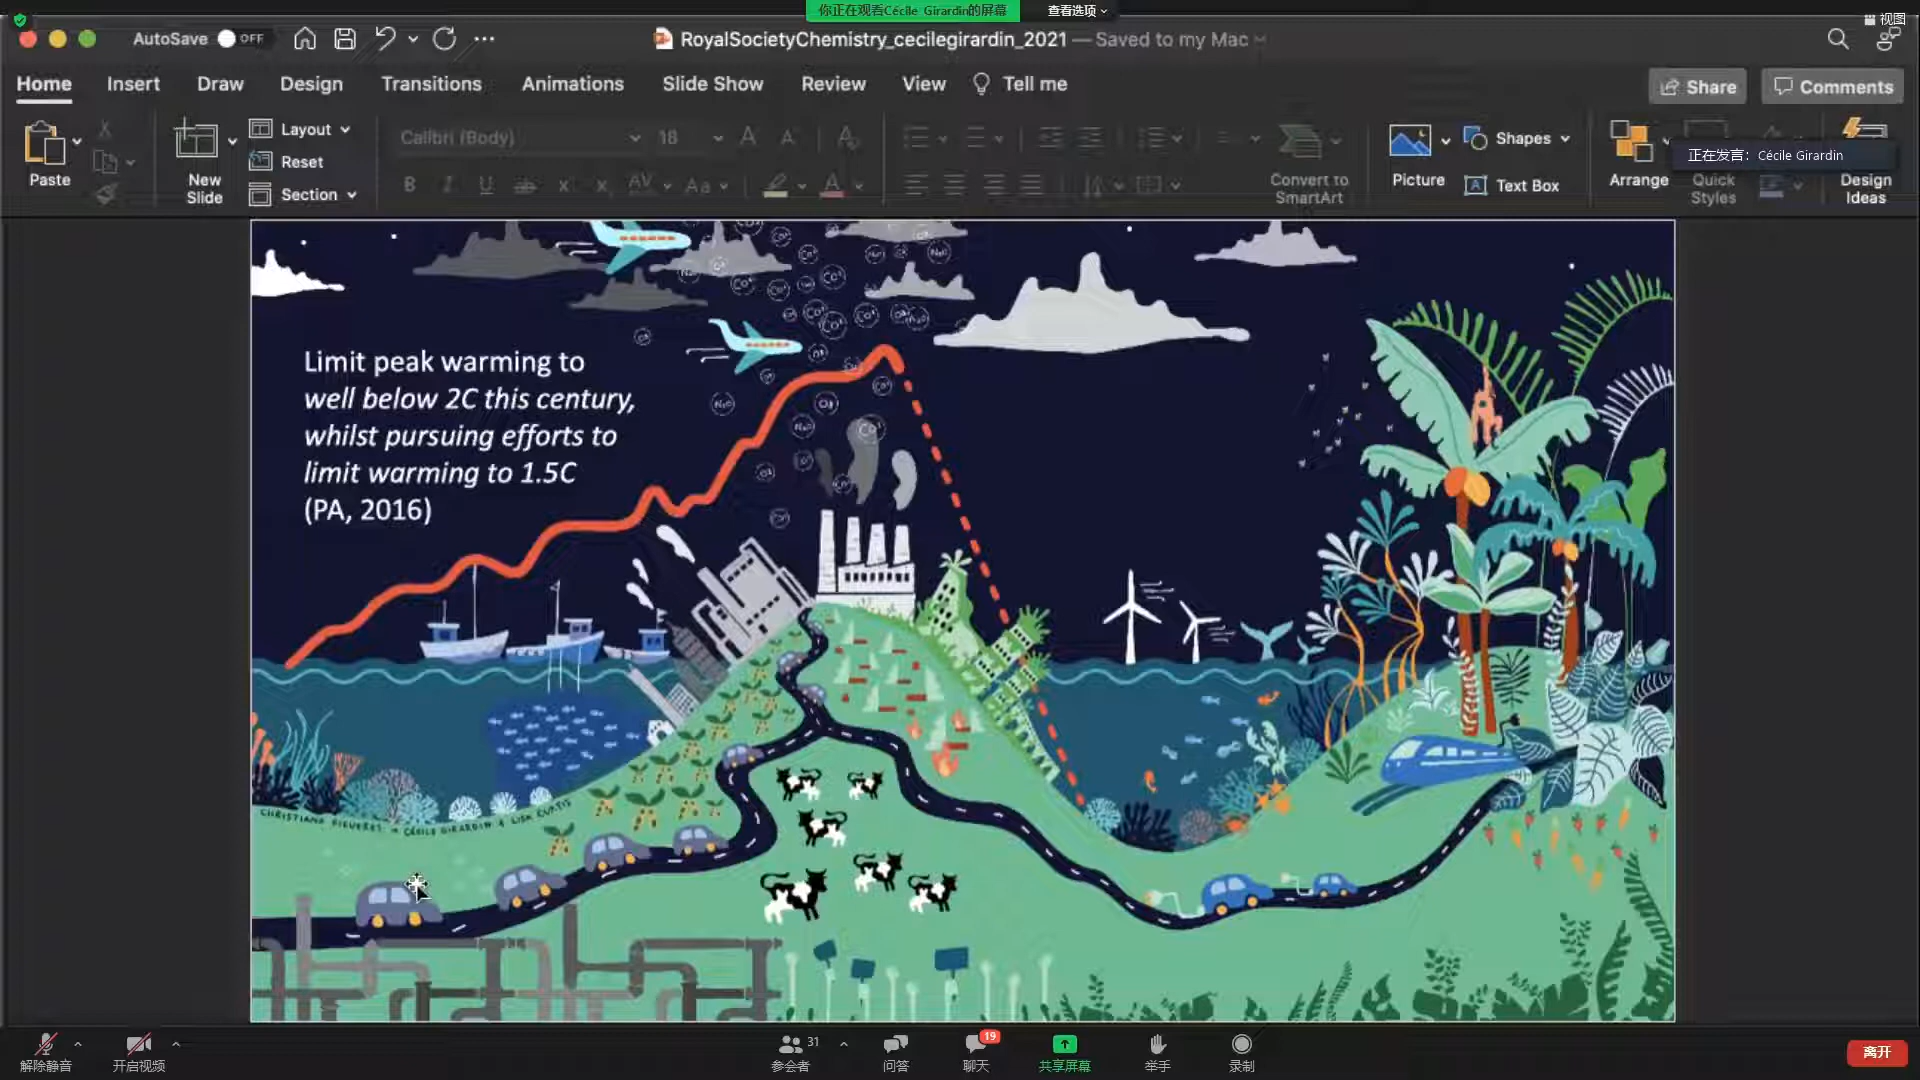 你正在观看Cécile Girardin的屏幕
查看选项
视图
AutoSave
OFF
RoyalSocietyChemistry_cecilegirardin_2021 — Saved to my Mac
Home
Insert
Draw
Design
Transitions
Animations
Slide Show
Review
View
Tell me
Share
Comments
Paste
New
Slide
Layout
Reset
Section
Calibri (Body)
18
Convert to
SmartArt
Picture
Shapes
Text Box
Arrange
Quick
Styles
Design
Ideas
正在发言: Cécile Girardin
Limit peak warming to
well below 2C this century,
whilst pursuing efforts to
limit warming to 1.5C
(PA, 2016)
解除静音
开启视频
参会者
31
问答
聊天
19
共享屏幕
举手
录制
离开